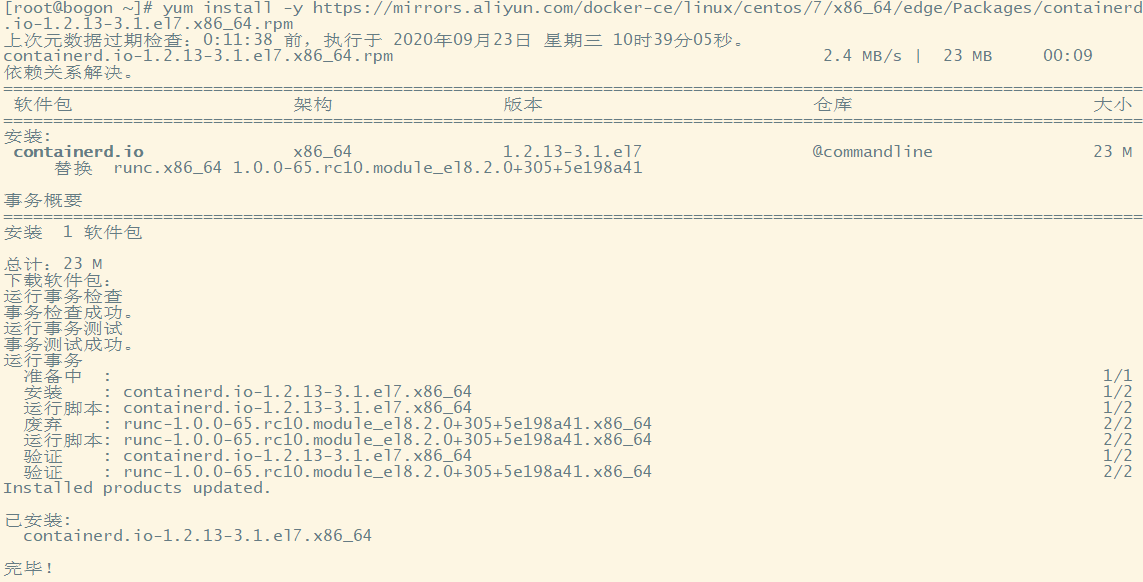 [root@bogon ~]# yum install -y https://mirrors.aliyun.com/docker-ce/linux/centos/7/x86_64/edge/Packages/containerd
.io-1.2.13-3.1.el7.x86_64.rpm
上次元数据过期检查：0:11:38 前，执行于 2020年09月23日 星期三 10时39分05秒。
containerd.io-1.2.13-3.1.el7.x86_64.rpm 2.4 MB/s | 23 MB 00:09
依赖关系解决。
================================================================================
软件包 架构 版本 仓库 大小
================================================================================
安装:
containerd.io x86_64 1.2.13-3.1.el7 @commandline 23 M
替换 runc.x86_64 1.0.0-65.rc10.module_el8.2.0+305+5e198a41
事务概要
================================================================================
安装 1 软件包
总计：23 M
下载软件包：
运行事务检查
事务检查成功。
运行事务测试
事务测试成功。
运行事务
准备中 : 1/1
安装 : containerd.io-1.2.13-3.1.el7.x86_64 1/2
运行脚本: containerd.io-1.2.13-3.1.el7.x86_64 1/2
废弃 : runc-1.0.0-65.rc10.module_el8.2.0+305+5e198a41.x86_64 2/2
运行脚本: runc-1.0.0-65.rc10.module_el8.2.0+305+5e198a41.x86_64 2/2
验证 : containerd.io-1.2.13-3.1.el7.x86_64 1/2
验证 : runc-1.0.0-65.rc10.module_el8.2.0+305+5e198a41.x86_64 2/2
Installed products updated.
已安装:
containerd.io-1.2.13-3.1.el7.x86_64
完毕！